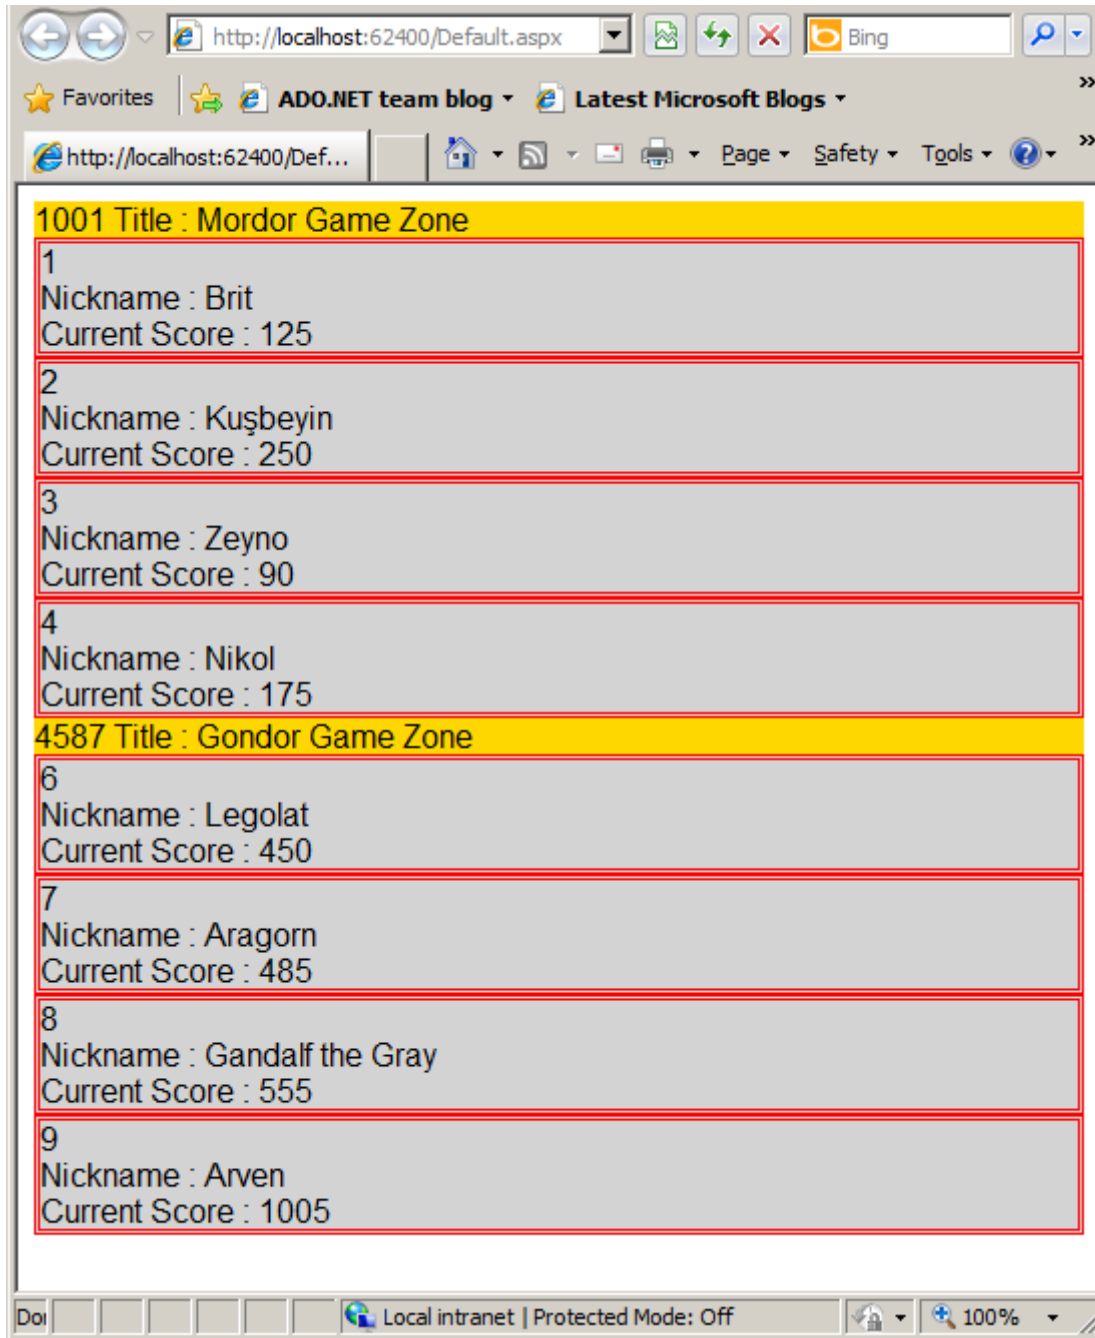 http://localhost:62400/Default.aspx
Bing
Favorites
ADO.NET team blog
Latest Microsoft Blogs
»
http://localhost:62400/Def...
Page
Safety
Tools
»
1001 Title : Mordor Game Zone
1
Nickname : Brit
Current Score : 125
2
Nickname : Kuşbeyin
Current Score : 250
3
Nickname : Zeyno
Current Score : 90
4
Nickname : Nikol
Current Score : 175
4587 Title : Gondor Game Zone
6
Nickname : Legolat
Current Score : 450
7
Nickname : Aragorn
Current Score : 485
8
Nickname : Gandalf the Gray
Current Score : 555
9
Nickname : Arven
Current Score : 1005
Local intranet | Protected Mode: Off
100%